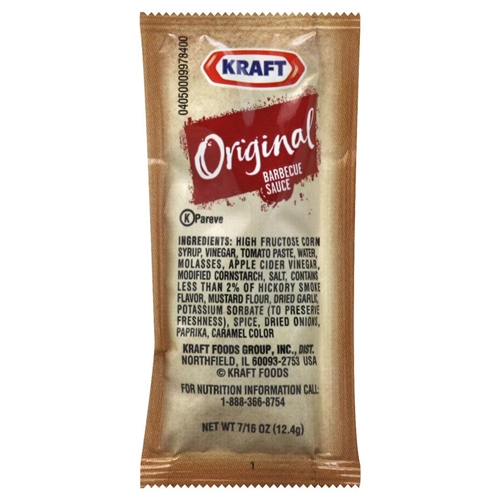 KRAFT
04050009978400
Original
BARBECUE
SAUCE
K Pareve
INGREDIENTS: HIGH FRUCTOSE CORN
SYRUP, VINEGAR, TOMATO PASTE, WATER,
MOLASSES, APPLE CIDER VINEGAR,
MODIFIED CORNSTARCH, SALT, CONTAINS
LESS THAN 2% OF HICKORY SMOKE
FLAVOR, MUSTARD FLOUR, DRIED GARLIC,
POTASSIUM SORBATE (TO PRESERVE
FRESHNESS), SPICE, DRIED ONIONS,
PAPRIKA, CARAMEL COLOR
KRAFT FOODS GROUP, INC., DIST.
NORTHFIELD, IL 60093-2753 USA
© KRAFT FOODS
FOR NUTRITION INFORMATION CALL:
1-888-366-8754
NET WT 7/16 OZ (12.4g)
1